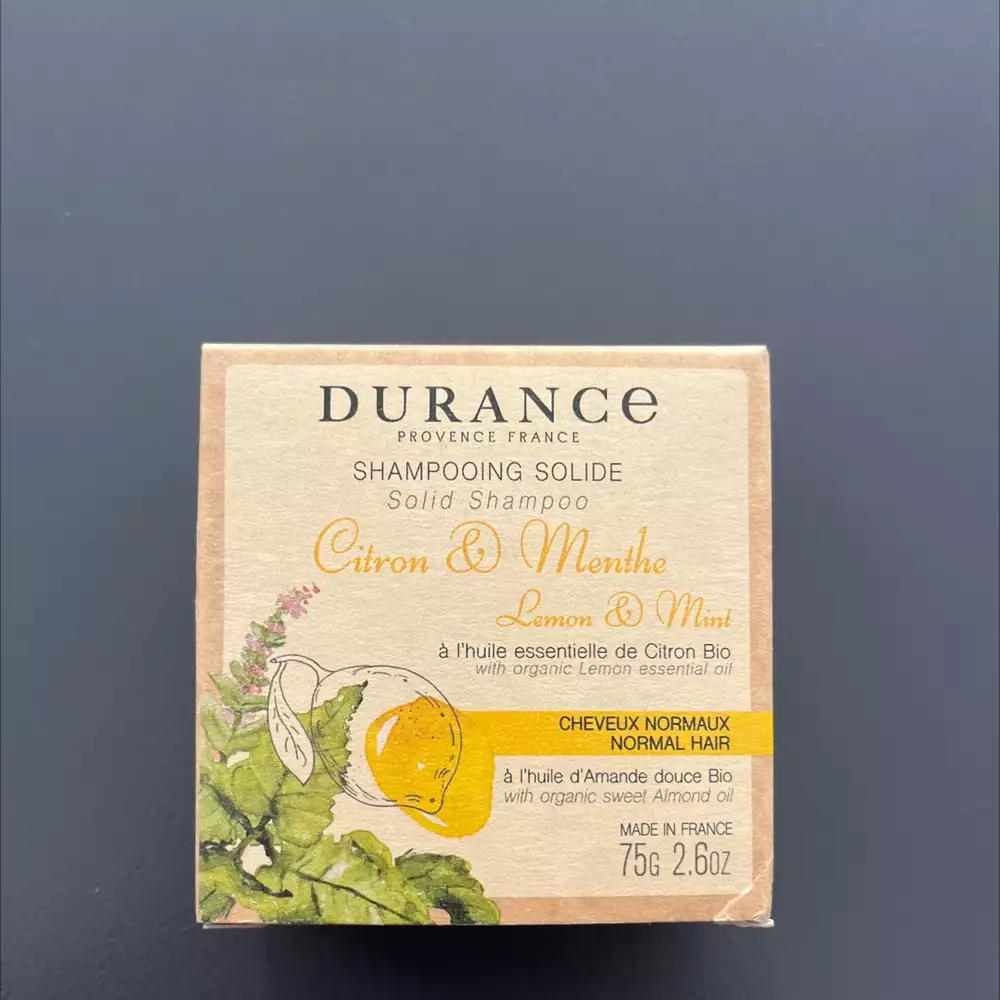 DURANCe
PROVENCE FRANCE
SHAMPOOING SOLIDE
Solid Shampoo
Citron & Menthe
Lemon & Mint
à l'huile essentielle de Citron Bio
with organic Lemon essential oil
CHEVEUX NORMAUX
NORMAL HAIR
à l'huile d'Amande douce Bio
with organic sweet Almond oil
MADE IN FRANCE
75G 2.6OZ